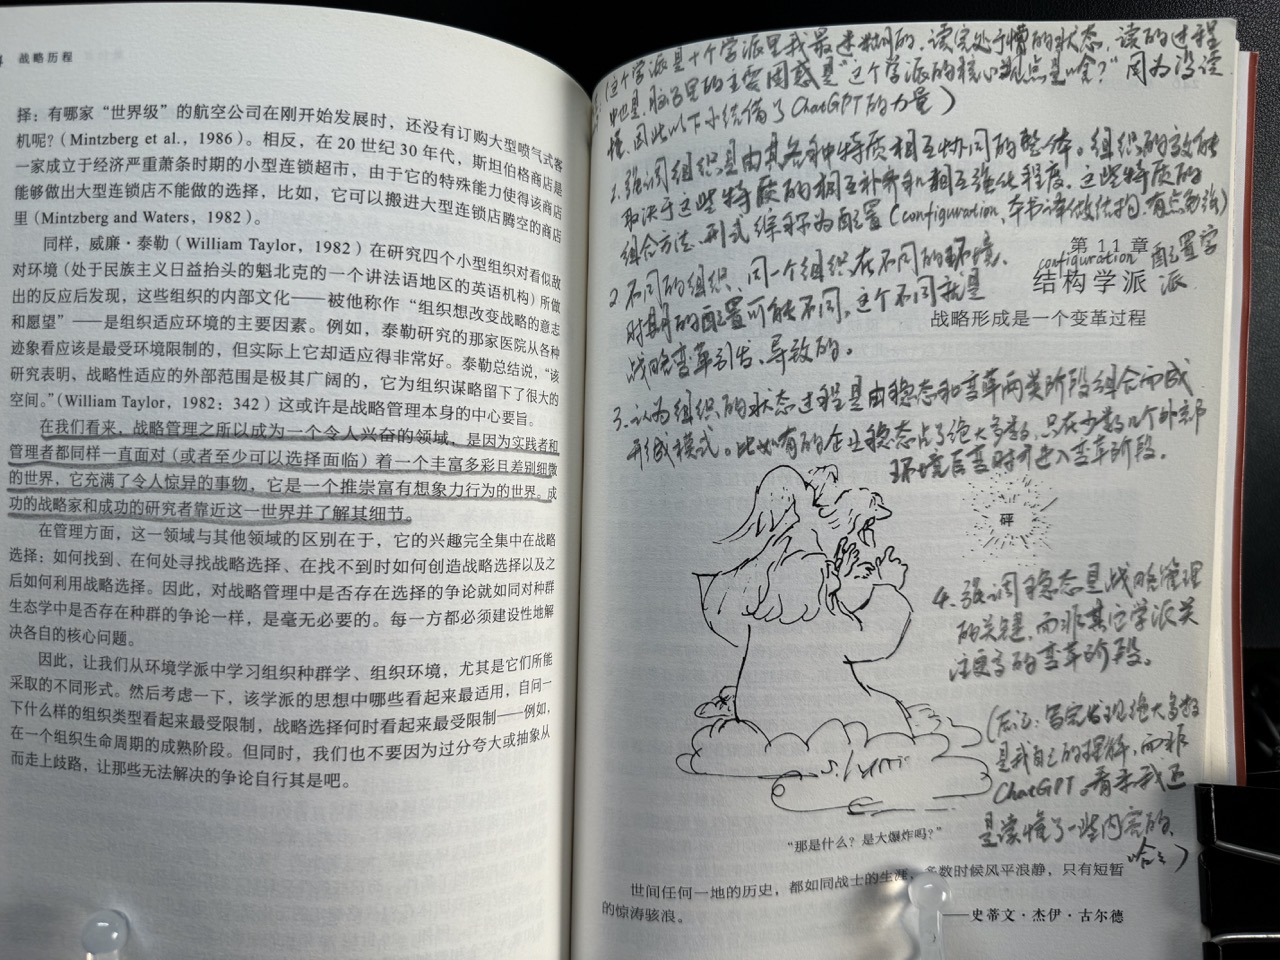 战略历程
择：有哪家“世界级”的航空公司在刚开始发展时，还没有订购大型喷气式客
机呢？（Mintzberg et al.，1986）。相反，在 20 世纪 30 年代，斯坦伯格商店是
一家成立于经济严重萧条时期的小型连锁超市，由于它的特殊能力使得该商店
能够做出大型连锁店不能做的选择，比如，它可以搬进大型连锁店腾空的商店
里（Mintzberg and Waters，1982）。
同样，威廉·泰勒（William Taylor，1982）在研究四个小型组织对看似敌
对环境（处于民族主义日益抬头的魁北克的一个讲法语地区的英语机构）所做
出的反应后发现，这些组织的内部文化——被他称作“组织想改变战略的意志
和愿望”——是组织适应环境的主要因素。例如，泰勒研究的那家医院从各种
迹象看应该是最受环境限制的，但实际上它却适应得非常好。泰勒总结说，“该
研究表明、战略性适应的外部范围是极其广阔的，它为组织谋略留下了很大的
空间。”（William Taylor，1982：342）这或许是战略管理本身的中心要旨。
在我们看来，战略管理之所以成为一个令人兴奋的领域，是因为实践者和
管理者都同样一直面对（或者至少可以选择面临）着一个丰富多彩且差别细微
的世界，它充满了令人惊异的事物，它是一个推崇富有想象力行为的世界。成
功的战略家和成功的研究者靠近这一世界并了解其细节。
在管理方面，这一领域与其他领域的区别在于，它的兴趣完全集中在战略
选择：如何找到、在何处寻找战略选择、在找不到时如何创造战略选择以及之
后如何利用战略选择。因此，对战略管理中是否存在选择的争论就如同对种群
生态学中是否存在种群的争论一样，是毫无必要的。每一方都必须建设性地解
决各自的核心问题。
因此，让我们从环境学派中学习组织种群学、组织环境，尤其是它们所能
采取的不同形式。然后考虑一下，该学派的思想中哪些看起来最适用，自问一
下什么样的组织类型看起来最受限制，战略选择何时看起来最受限制——例如，
在一个组织生命周期的成熟阶段。但同时，我们也不要因为过分夸大或抽象从
而走上歧路，让那些无法解决的争论自行其是吧。
（这个学派是十个学派里我最迷糊的，读完处于懵的状态，读的过程
中也是，脑子里的主要困惑是“这个学派的核心观点是啥？”因为没读
懂，因此以下小结借了ChatGPT的力量）
1. 强调组织是由其各种特质相互协同的整体。组织的效能
取决于这些特质的相互补养和相互强化程度，这些特质的
组合方法、形式综称为配置（configuration，本书译做结构，有点勉强）
第 11 章
configuration 配置学派
结构学派
战略形成是一个变革过程
2 不同的组织、同一个组织在不同的环境、
时期的配置可能不同，这个不同就是
战略变革引发、导致的。
3. 认为组织的状态过程是由稳态和变革两类阶段组合而成
形成模式。比如有的企业稳态占了绝大多数，只在少数几个外部
环境巨变时才进入变革阶段。
砰
4. 强调稳态是战略管理
的关键，而非其它学派关
注更多的变革阶段。
（后记：写完发现绝大多数
是我自己的理解，而非
ChatGPT。看来我还
是读懂了一些内容的，
哈哈）
“那是什么？是大爆炸吗？”
世间任何一地的历史，都如同战士的生涯，多数时候风平浪静，只有短暂
的惊涛骇浪。
——史蒂文·杰伊·古尔德